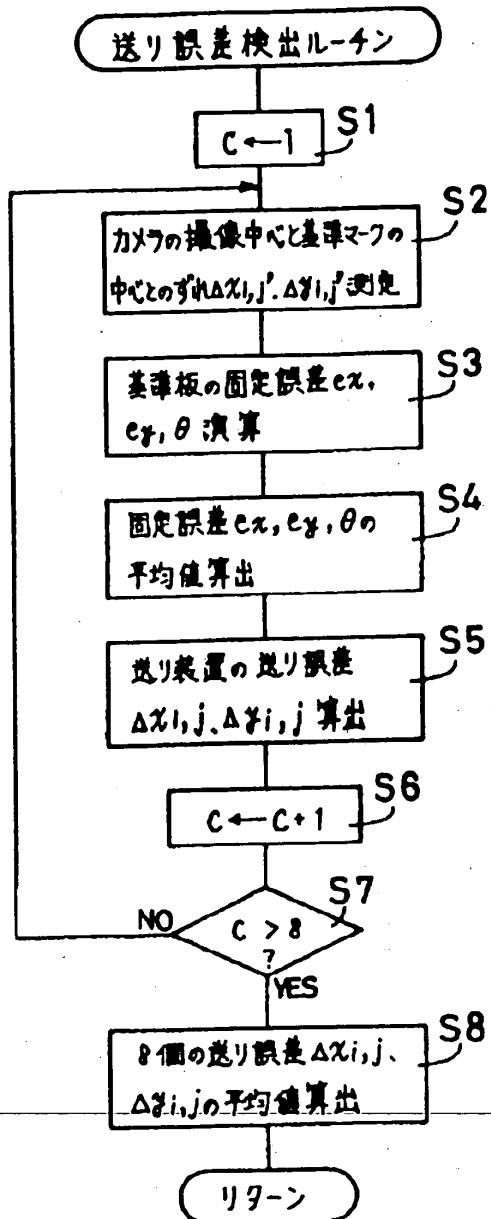 送り誤差検出ルーチン
S1
C←1
S2
カメラの撮像中心と基準マークの
中心とのずれΔxi,j'.Δyi,j'測定
S3
基準板の固定誤差ex,
ey,θ演算
S4
固定誤差ex,ey,θの
平均値算出
S5
送り装置の送り誤差
Δxi,j、Δyi,j算出
S6
C←C+1
S7
NO
C>8
?
YES
S8
8個の送り誤差Δxi,j、
Δyi,jの平均値算出
リターン